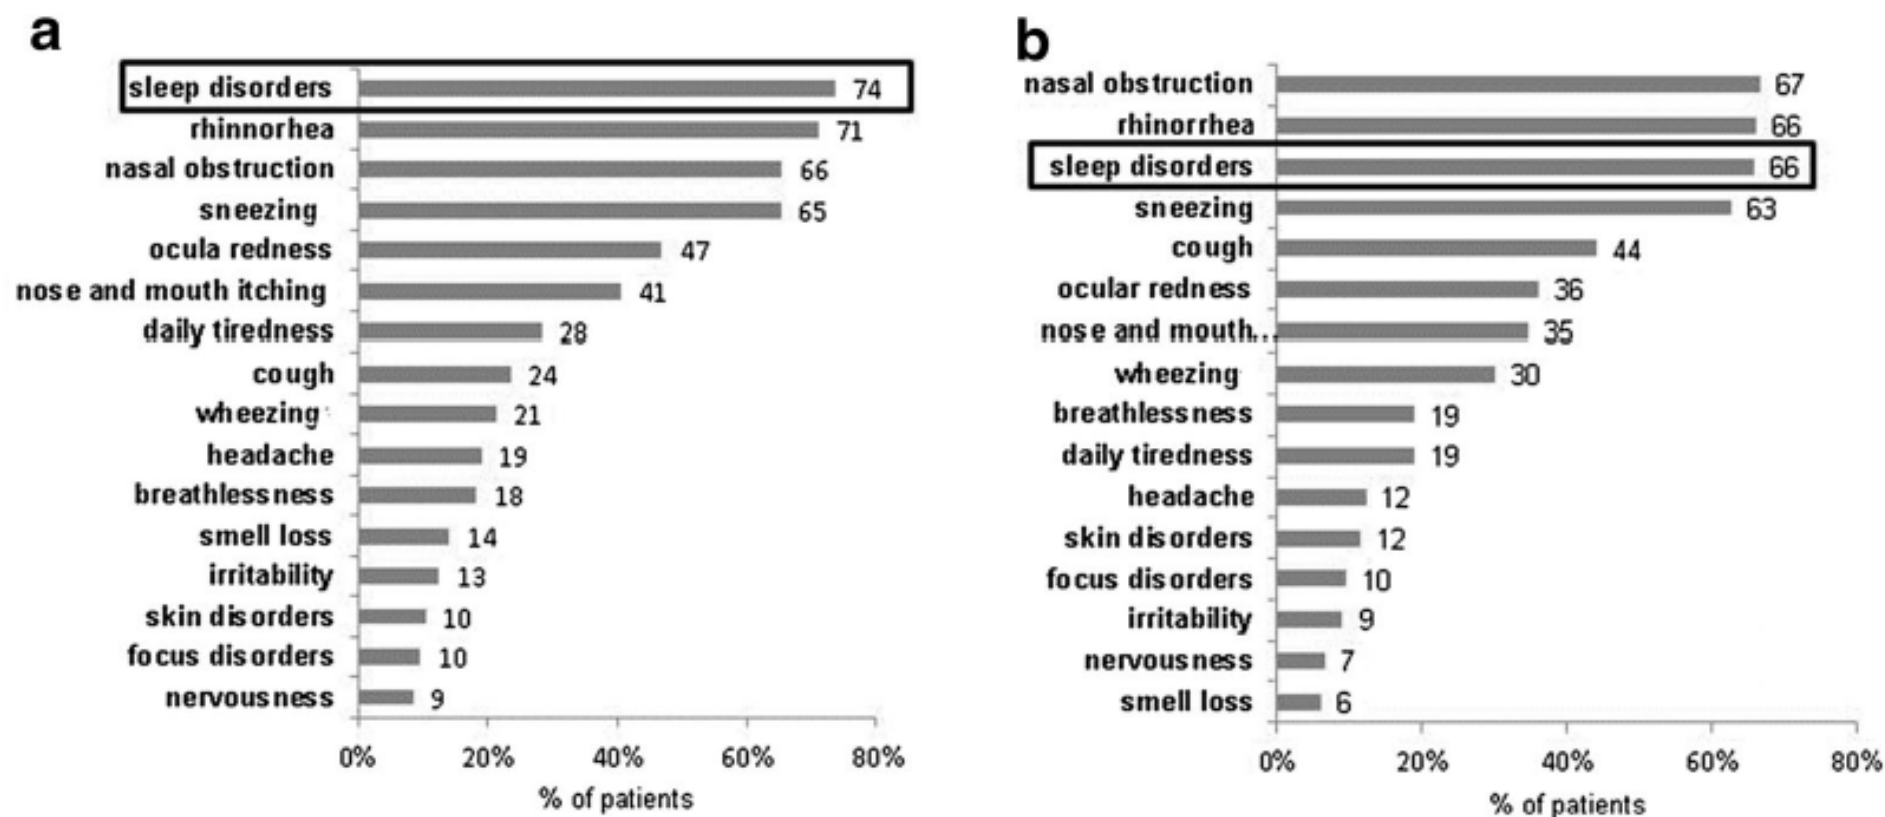 a
sleep disorders 74
rhinnorhea 71
nasal obstruction 66
sneezing 65
ocula redness 47
nose and mouth itching 41
daily tiredness 28
cough 24
wheezing 21
headache 19
breathlessness 18
smell loss 14
irritability 13
skin disorders 10
focus disorders 10
nervousness 9
0% 20% 40% 60% 80%
% of patients
b
nasal obstruction 67
rhinorrhea 66
sleep disorders 66
sneezing 63
cough 44
ocular redness 36
nose and mouth... 35
wheezing 30
breathlessness 19
daily tiredness 19
headache 12
skin disorders 12
focus disorders 10
irritability 9
nervousness 7
smell loss 6
0% 20% 40% 60% 80%
% of patients